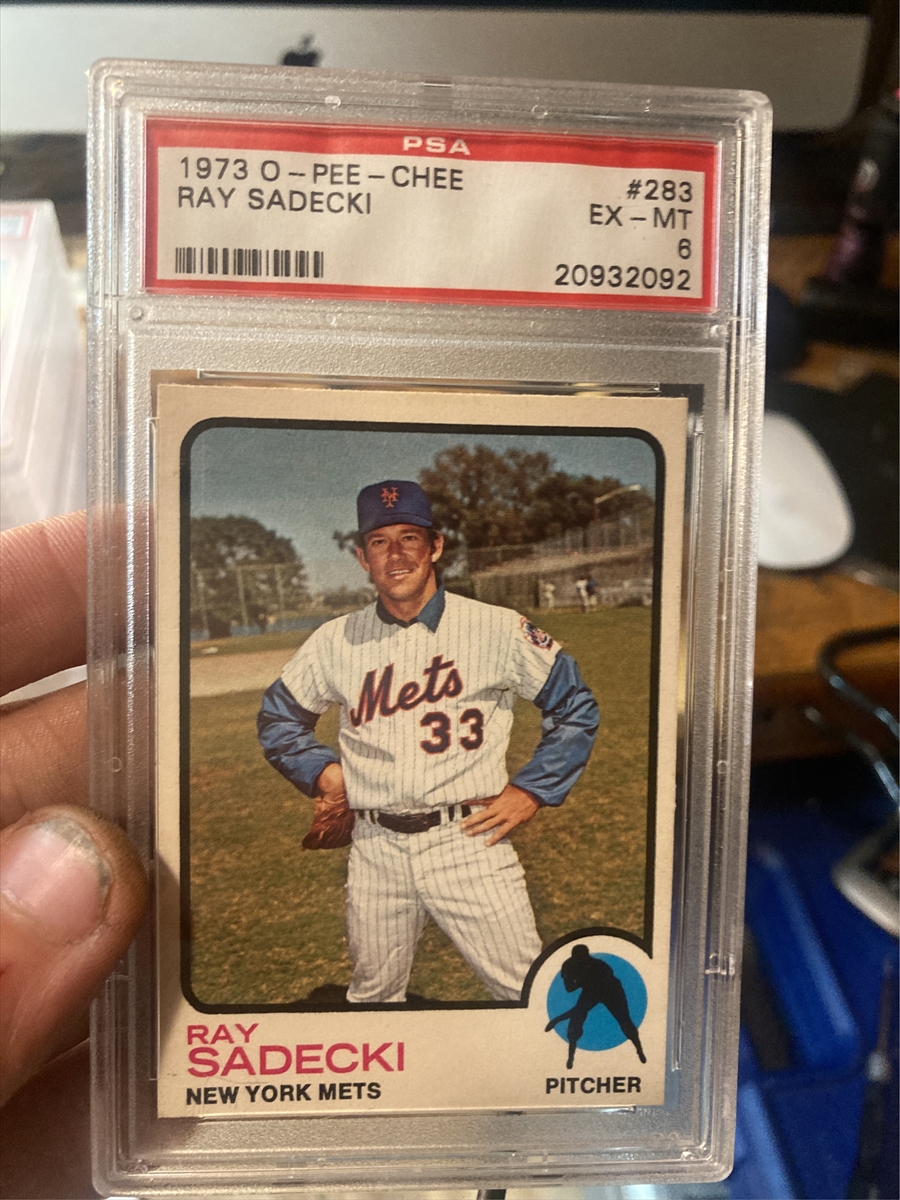 PSA
1973 O-PEE-CHEE
RAY SADECKI
#283
EX-MT
6
20932092
NY
Mets
33
RAY
SADECKI
NEW YORK METS
PITCHER